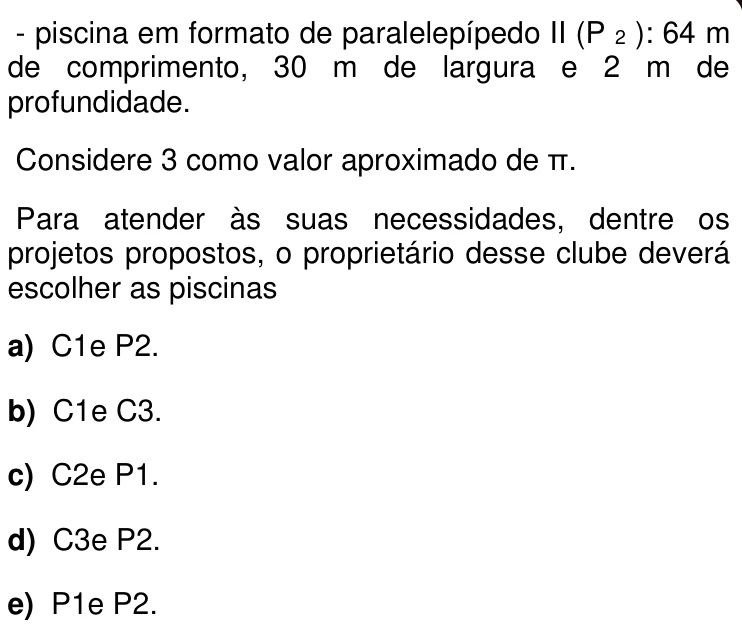 - piscina em formato de paralelepípedo II (P 2 ): 64 m
de comprimento, 30 m de largura e 2 m de
profundidade.
Considere 3 como valor aproximado de π.
Para atender às suas necessidades, dentre os
projetos propostos, o proprietário desse clube deverá
escolher as piscinas
a) C1e P2.
b) C1e C3.
c) C2e P1.
d) C3e P2.
e) P1e P2.